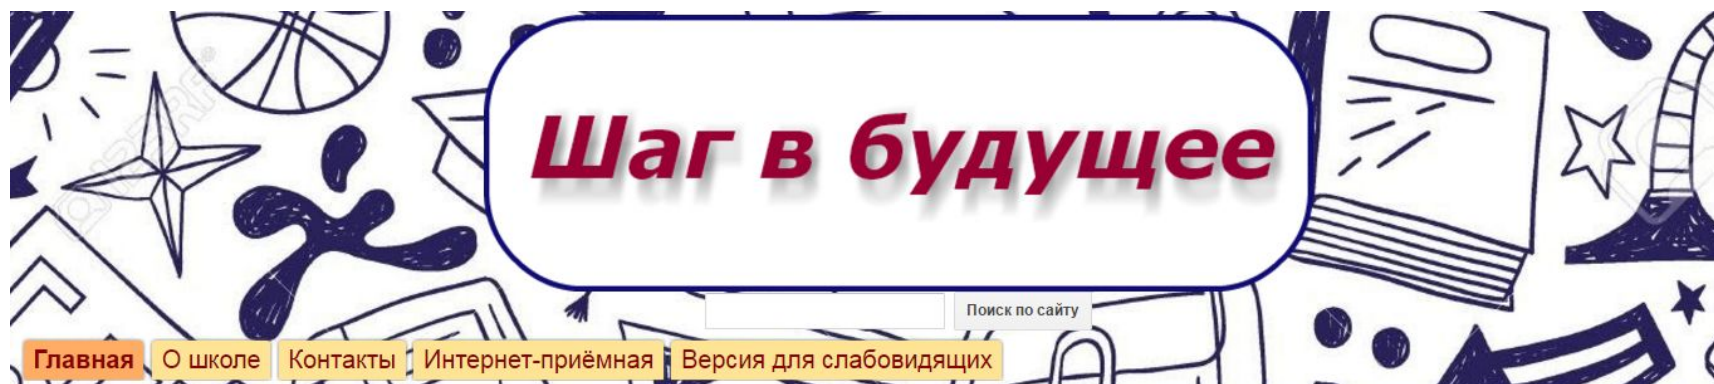 Шаг в будущее
Поиск по сайту
Главная О школе Контакты Интернет-приёмная Версия для слабовидящих